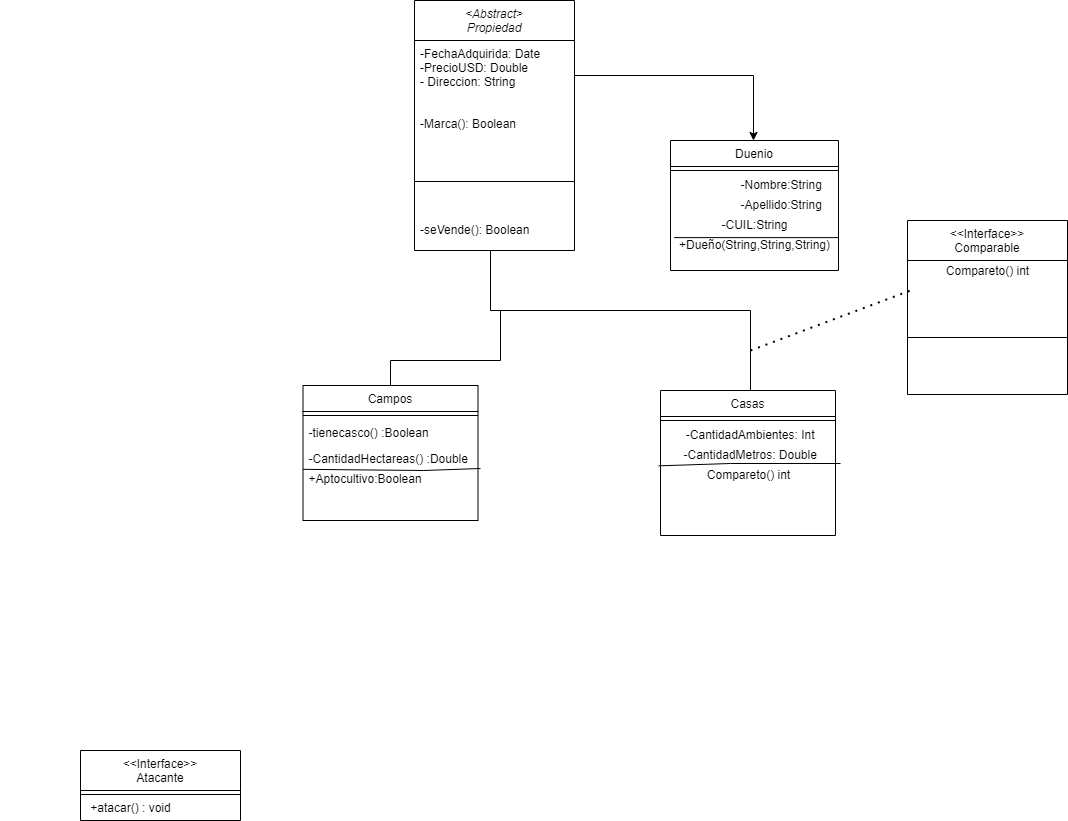 <Abstract>
Propiedad
-FechaAdquirida: Date
-PrecioUSD: Double
- Direccion: String
-Marca(): Boolean
-seVende(): Boolean
Duenio
-Nombre:String
-Apellido:String
-CUIL:String
+Dueño(String,String,String)
<<Interface>>
Comparable
Compareto() int
Campos
-tienecasco() :Boolean
-CantidadHectareas() :Double
+Aptocultivo:Boolean
Casas
-CantidadAmbientes: Int
-CantidadMetros: Double
Compareto() int
<<Interface>>
Atacante
+atacar() : void